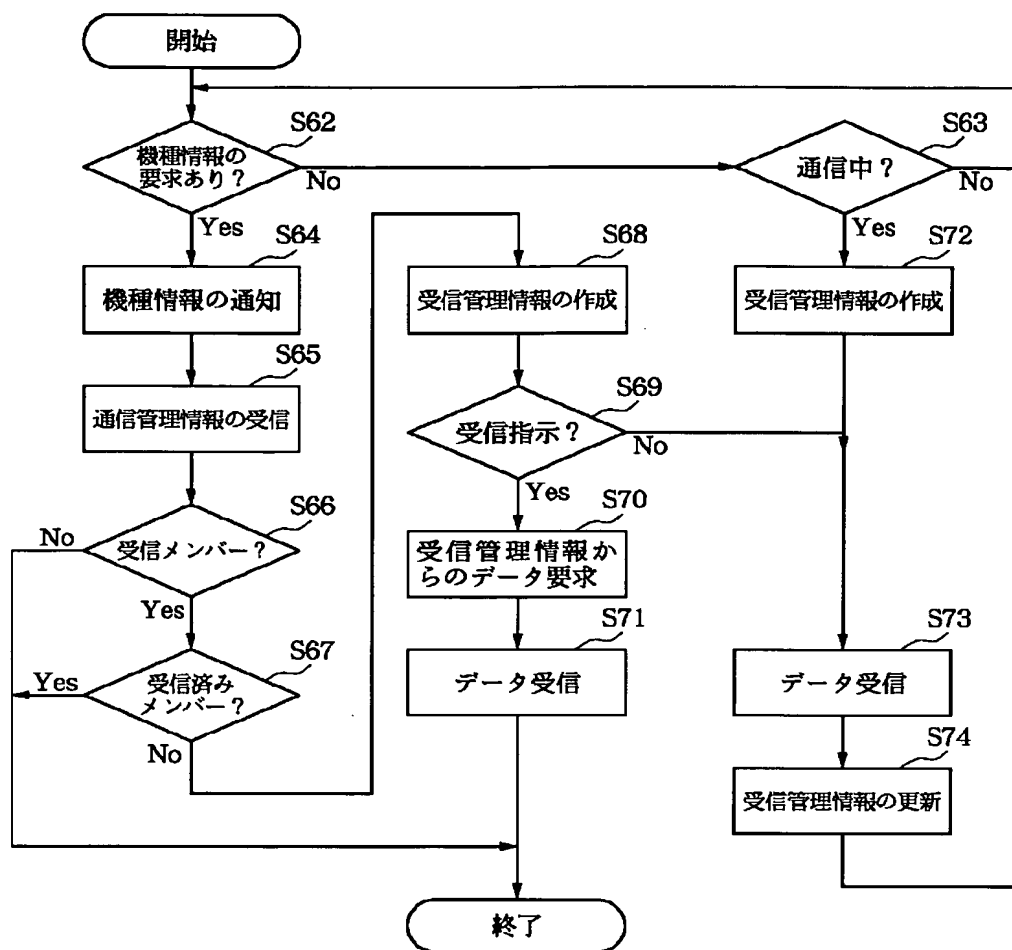 開始
S62
機種情報の
要求あり?
No
Yes
S63
通信中?
No
Yes
S64
機種情報の通知
S68
受信管理情報の作成
S72
受信管理情報の作成
S65
通信管理情報の受信
S69
受信指示?
No
Yes
S66
受信メンバー?
No
Yes
S70
受信管理情報か
らのデータ要求
S67
受信済み
メンバー?
Yes
No
S71
データ受信
S73
データ受信
S74
受信管理情報の更新
終了